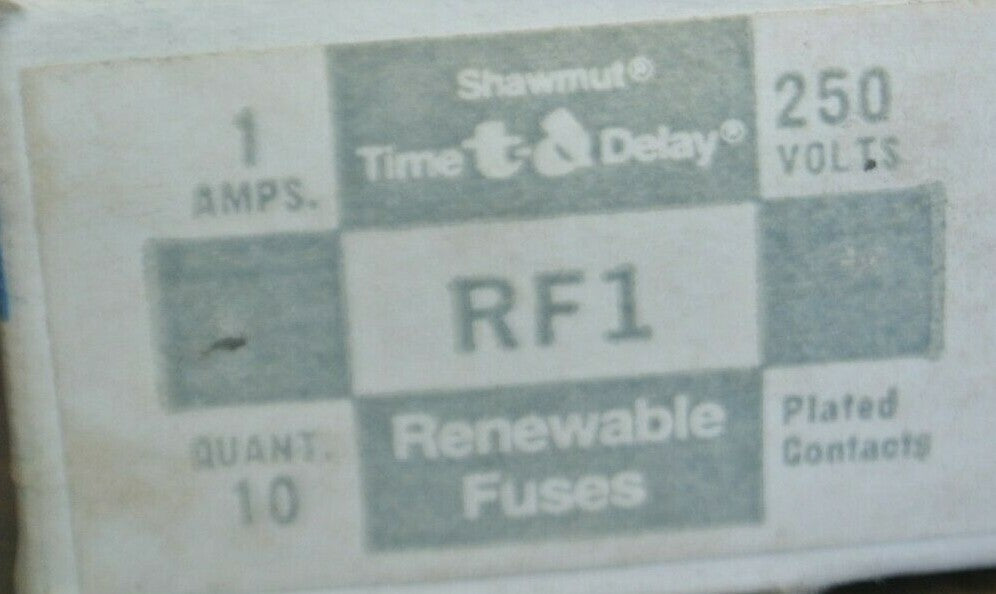 1
AMPS.
Shawmut®
Time t-d Delay®
250
VOLTS
RF1
QUANT.
10
Renewable
Fuses
Plated
Contacts